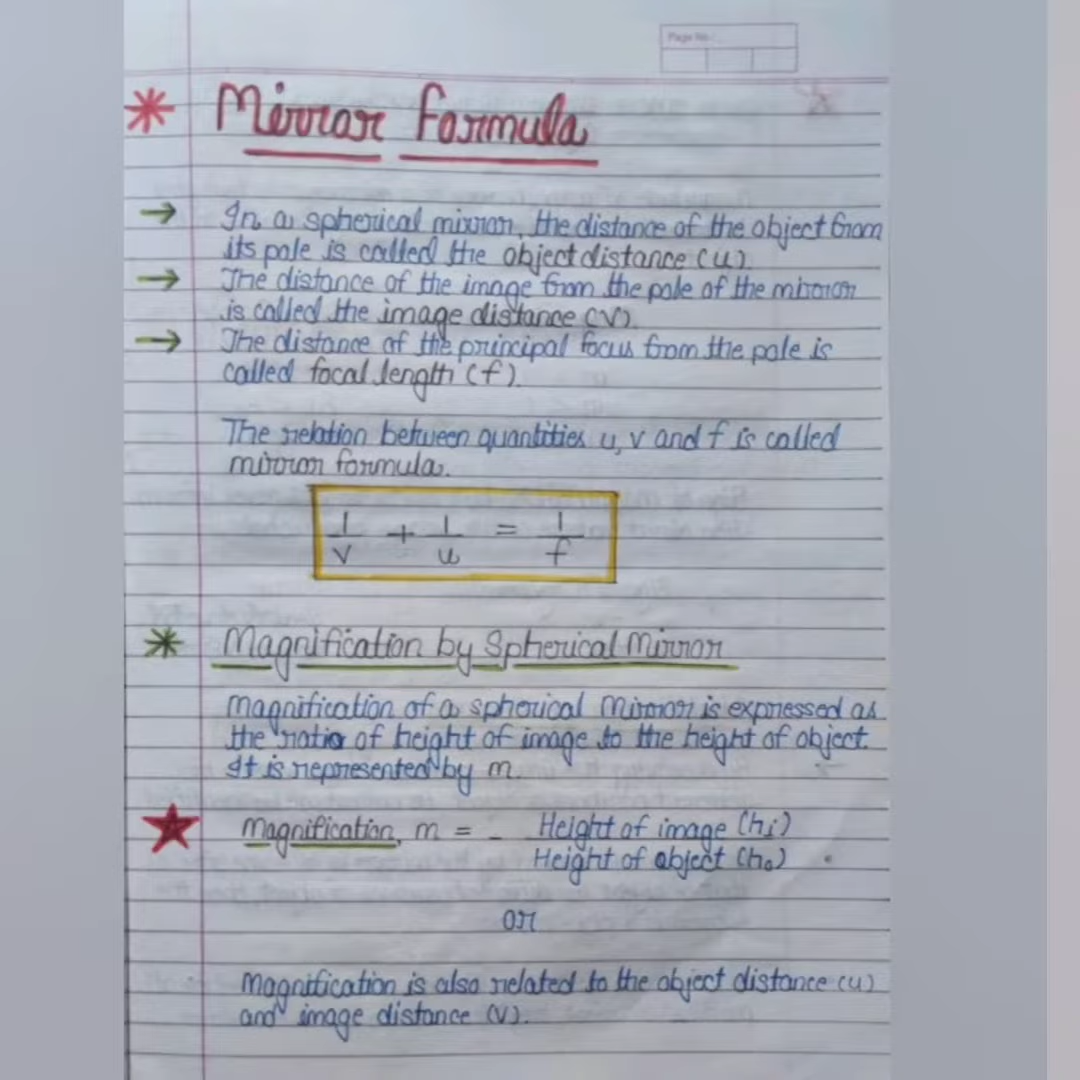 Page No.:
Mirror formula
In a spherical mirror, the distance of the object from
its pole is called the object distance (u).
The distance of the image from the pole of the mirror
is called the image distance (v).
The distance of the principal focus from the pole is
called focal length (f).
The relation between quantities u, v and f is called
mirror formula.
1/v + 1/u = 1/f
Magnification by Spherical Mirror
Magnification of a spherical Mirror is expressed as
the ratio of height of image to the height of object.
It is represented by m.
Magnification, m = - Height of image (hi)
Height of object (ho)
or
Magnification is also related to the object distance (u)
and image distance (v).